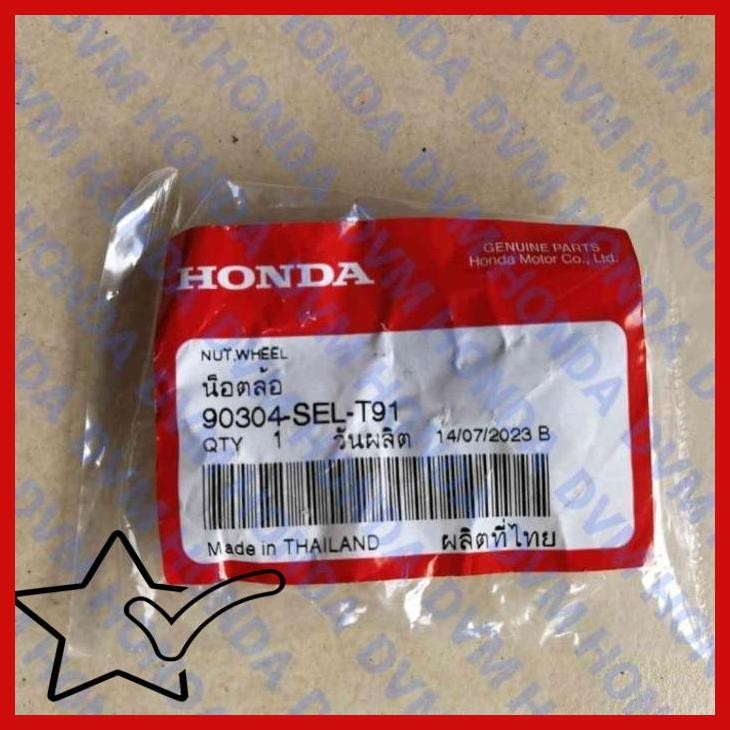 GENUINE PARTS
Honda Motor Co., Ltd.
HONDA
NUT,WHEEL
น็อตล้อ
90304-SEL-T91
QTY 1 วันผลิต 14/07/2023 B
Made in THAILAND ผลิตที่ไทย
DVM HONDA